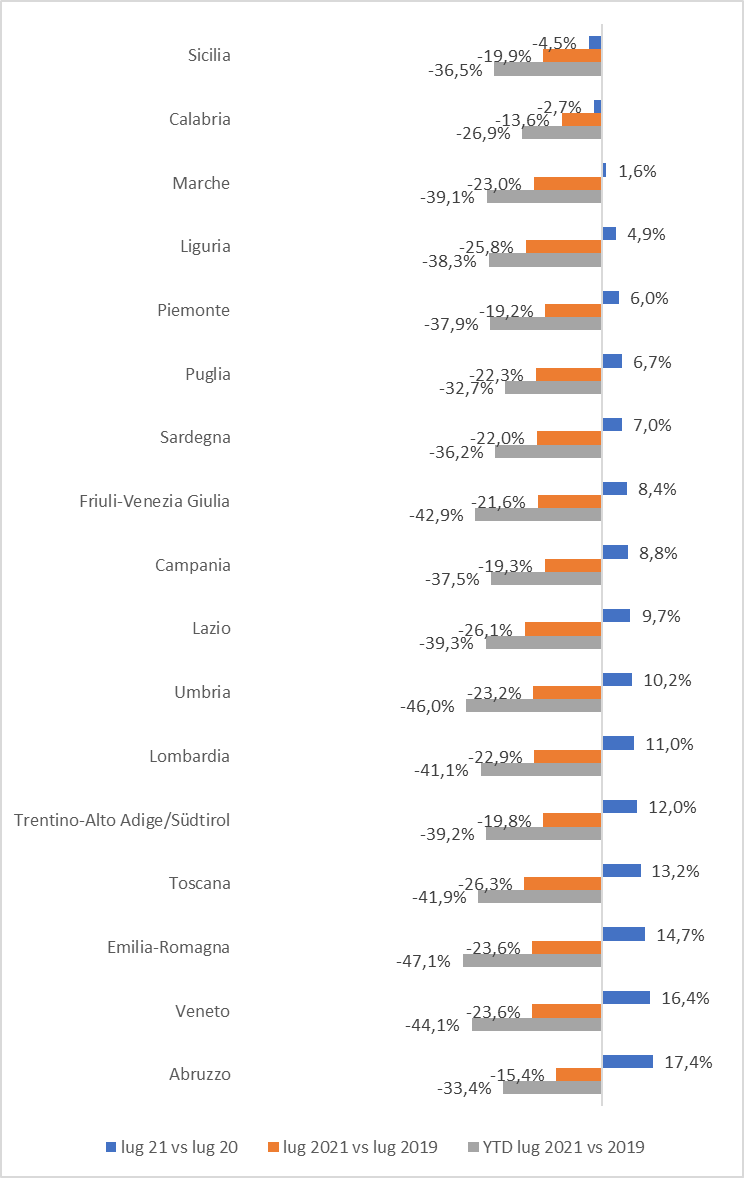 -4,5%
Sicilia
-19,9%
-36,5%
-2,7%
Calabria
-13,6%
-26,9%
1,6%
Marche
-23,0%
-39,1%
4,9%
Liguria
-25,8%
-38,3%
6,0%
Piemonte
-19,2%
-37,9%
6,7%
Puglia
-22,3%
-32,7%
7,0%
Sardegna
-22,0%
-36,2%
8,4%
Friuli-Venezia Giulia
-21,6%
-42,9%
8,8%
Campania
-19,3%
-37,5%
9,7%
Lazio
-26,1%
-39,3%
10,2%
Umbria
-23,2%
-46,0%
11,0%
Lombardia
-22,9%
-41,1%
12,0%
Trentino-Alto Adige/Südtirol
-19,8%
-39,2%
13,2%
Toscana
-26,3%
-41,9%
14,7%
Emilia-Romagna
-23,6%
-47,1%
16,4%
Veneto
-23,6%
-44,1%
17,4%
Abruzzo
-15,4%
-33,4%
lug 21 vs lug 20
lug 2021 vs lug 2019
YTD lug 2021 vs 2019